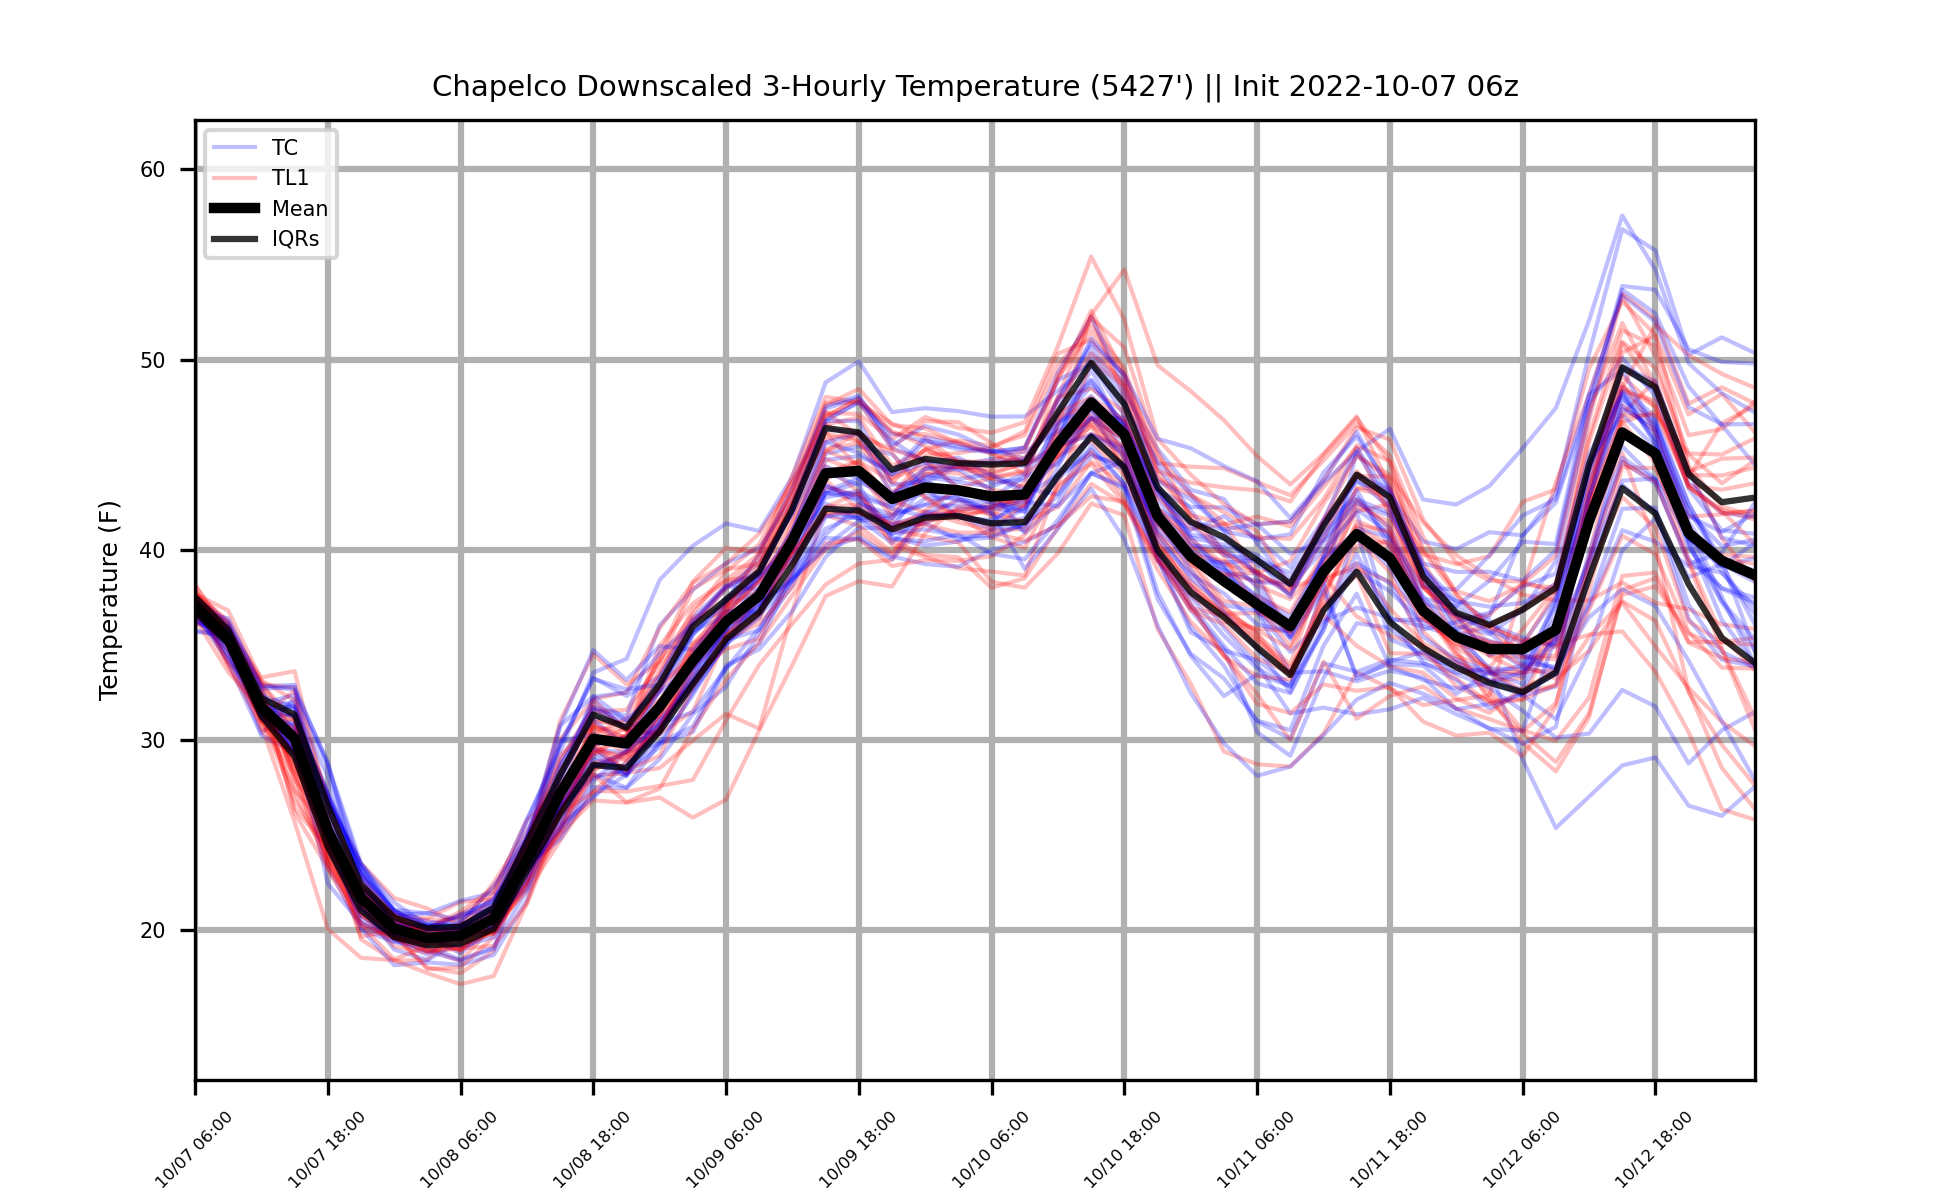 Chapelco Downscaled 3-Hourly Temperature (5427') || Init 2022-10-07 06z
TC
TL1
Mean
IQRs
Temperature (F)
60
50
40
30
20
10/07 06:00
10/07 18:00
10/08 06:00
10/08 18:00
10/09 06:00
10/09 18:00
10/10 06:00
10/10 18:00
10/11 06:00
10/11 18:00
10/12 06:00
10/12 18:00